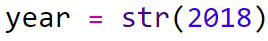 year = str(2018)